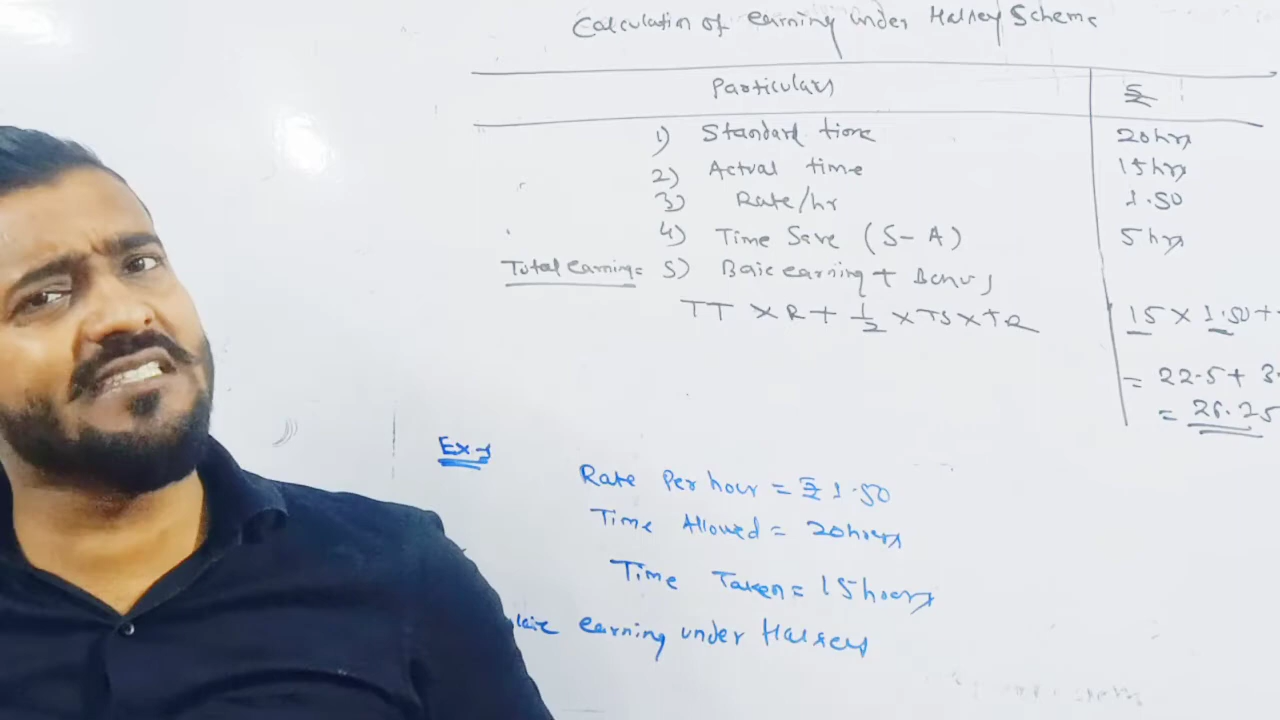 Calculation of earning under Halsey Scheme
Particulars ₹
1) Standard time 20hrs
2) Actual time 15hrs
3) Rate/hr 1.50
4) Time Save (S-A) 5hrs
Total earning= 5) Basic earning + Bonus
TT × R + 1/2 × TS × TR 15 × 1.50 +
= 22.5 + 3.
= 26.25
Ex-1
Rate Per hour = ₹ 1.50
Time Allowed = 20hours
Time Taken = 15hours
earning under Halsey